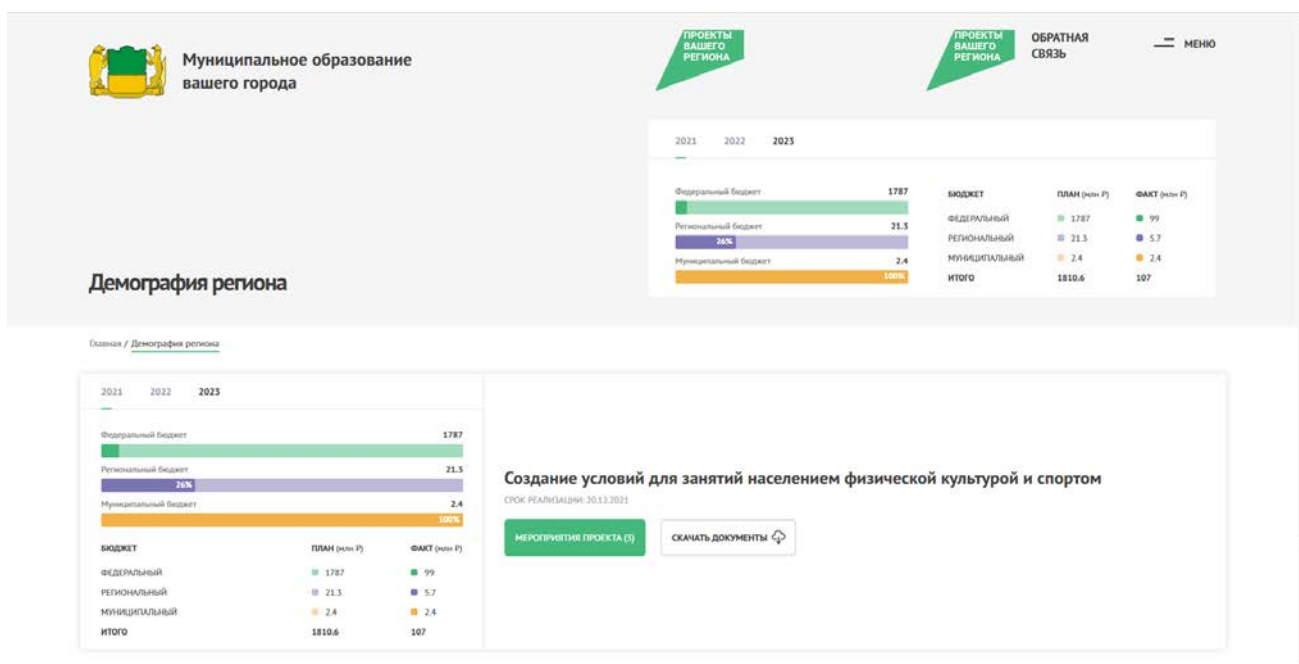 ПРОЕКТЫ
ВАШЕГО
РЕГИОНА
ПРОЕКТЫ
ВАШЕГО
РЕГИОНА
ОБРАТНАЯ
СВЯЗЬ
МЕНЮ
Муниципальное образование
вашего города
2021 2022 2023
Федеральный бюджет 1787
Региональный бюджет 21.3
26%
Муниципальный бюджет 2.4
100%
БЮДЖЕТ ПЛАН (млн ₽) ФАКТ (млн ₽)
ФЕДЕРАЛЬНЫЙ 1787 99
РЕГИОНАЛЬНЫЙ 21.3 5.7
МУНИЦИПАЛЬНЫЙ 2.4 2.4
ИТОГО 1810.6 107
Демография региона
Главная / Демография региона
2021 2022 2023
Федеральный бюджет 1787
Региональный бюджет 21.3
26%
Муниципальный бюджет 2.4
100%
БЮДЖЕТ ПЛАН (млн ₽) ФАКТ (млн ₽)
ФЕДЕРАЛЬНЫЙ 1787 99
РЕГИОНАЛЬНЫЙ 21.3 5.7
МУНИЦИПАЛЬНЫЙ 2.4 2.4
ИТОГО 1810.6 107
Создание условий для занятий населением физической культурой и спортом
СРОК РЕАЛИЗАЦИИ: 20.12.2021
МЕРОПРИЯТИЯ ПРОЕКТА (3)
СКАЧАТЬ ДОКУМЕНТЫ